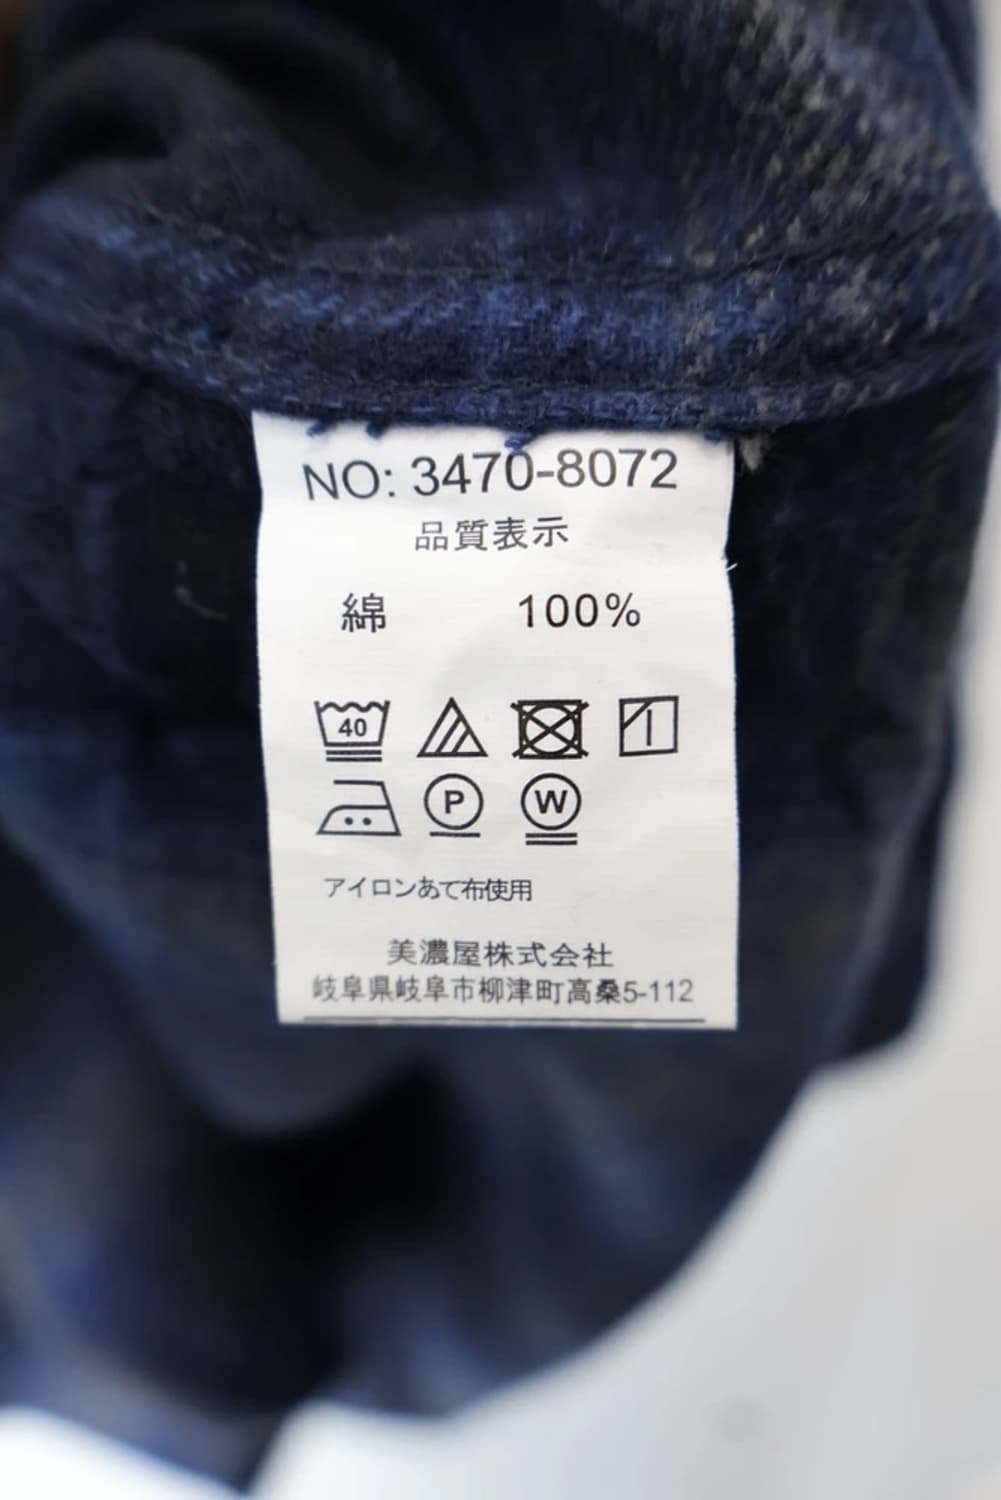 NO: 3470-8072
品質表示
綿 100%
40
P W
アイロンあて布使用
美濃屋株式会社
岐阜県岐阜市柳津町高桑5-112